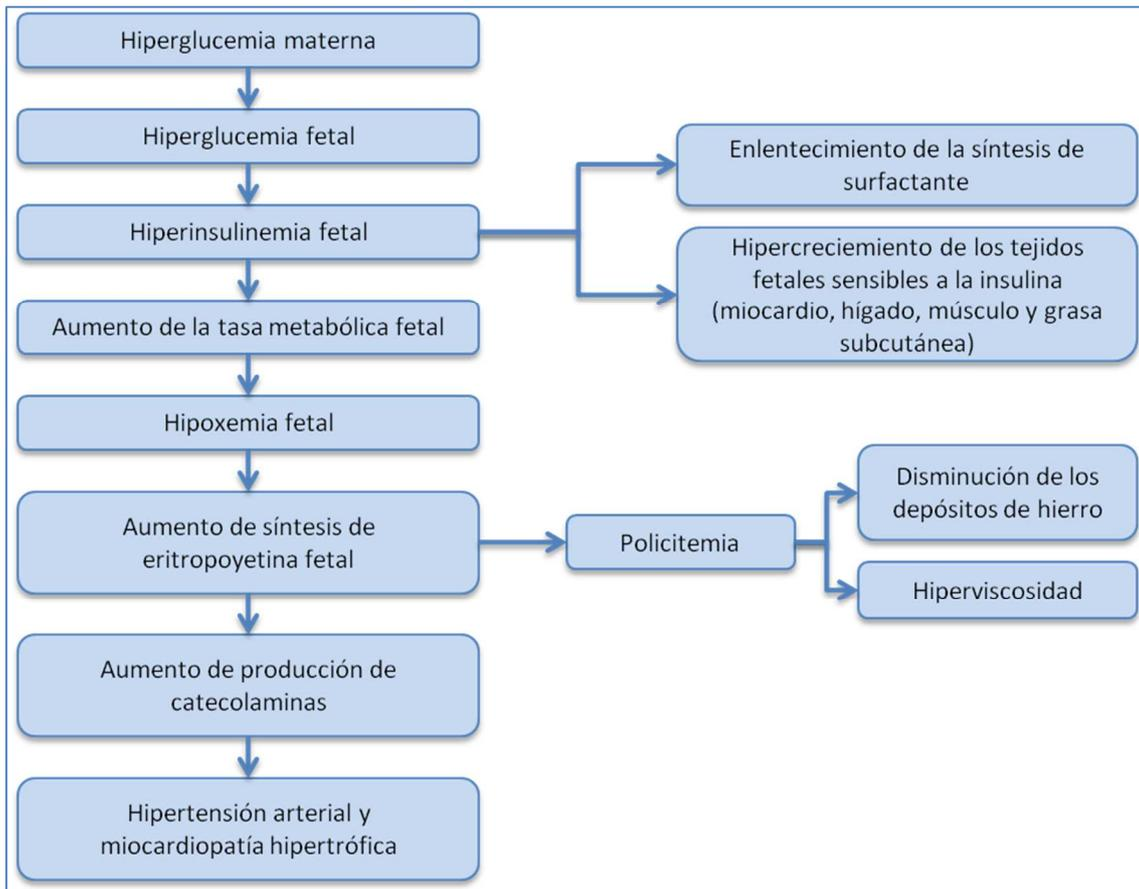 Hiperglucemia materna
Hiperglucemia fetal
Hiperinsulinemia fetal
Enlentecimiento de la síntesis de
surfactante
Hipercreciemiento de los tejidos
fetales sensibles a la insulina
(miocardio, hígado, músculo y grasa
subcutánea)
Aumento de la tasa metabólica fetal
Hipoxemia fetal
Aumento de síntesis de
eritropoyetina fetal
Policitemia
Disminución de los
depósitos de hierro
Hiperviscosidad
Aumento de producción de
catecolaminas
Hipertensión arterial y
miocardiopatía hipertrófica